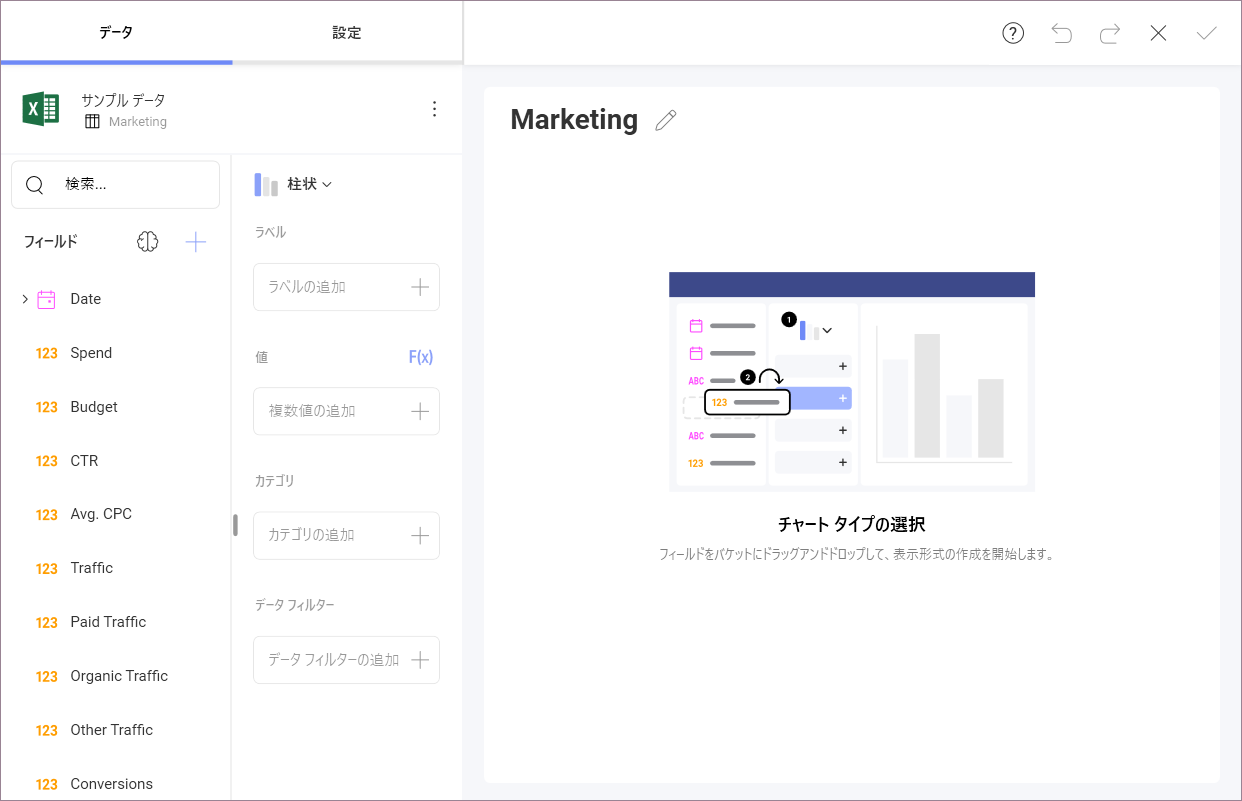 データ
設定
サンプル データ
Marketing
検索...
フィールド
Date
123 Spend
123 Budget
123 CTR
123 Avg. CPC
123 Traffic
123 Paid Traffic
123 Organic Traffic
123 Other Traffic
123 Conversions
柱状
ラベル
ラベルの追加
値 F(x)
複数値の追加
カテゴリ
カテゴリの追加
データ フィルター
データ フィルターの追加
Marketing
1
ABC
2
123
ABC
123
チャート タイプの選択
フィールドをバケットにドラッグアンドドロップして、表示形式の作成を開始します。